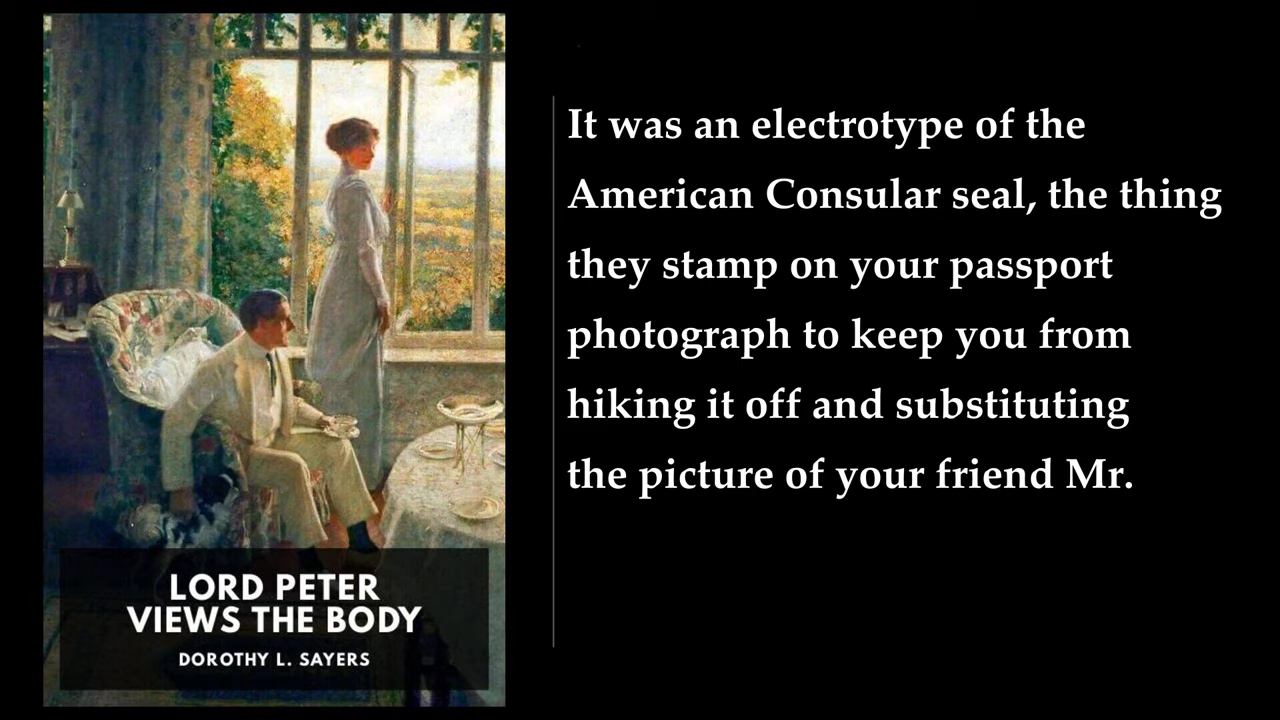 It was an electrotype of the
American Consular seal, the thing
they stamp on your passport
photograph to keep you from
hiking it off and substituting
the picture of your friend Mr.
LORD PETER
VIEWS THE BODY
DOROTHY L. SAYERS